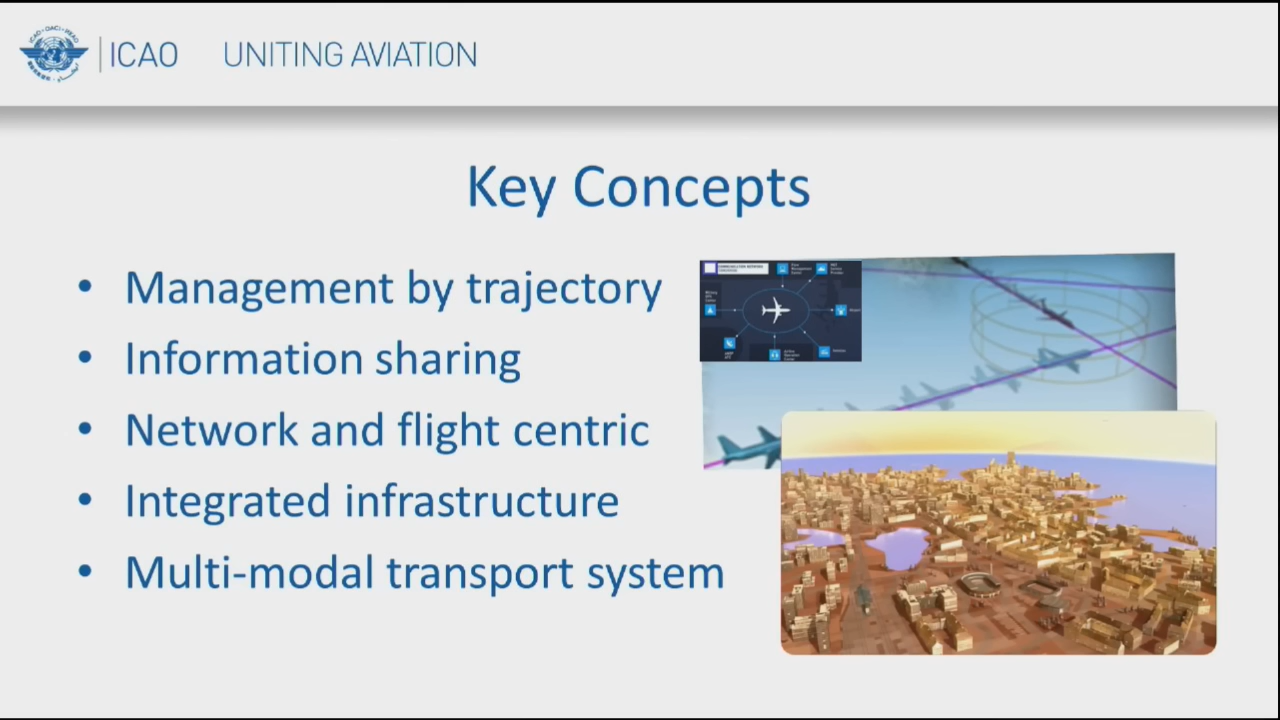 ICAO
UNITING AVIATION
Key Concepts
• Management by trajectory
• Information sharing
• Network and flight centric
• Integrated infrastructure
• Multi-modal transport system